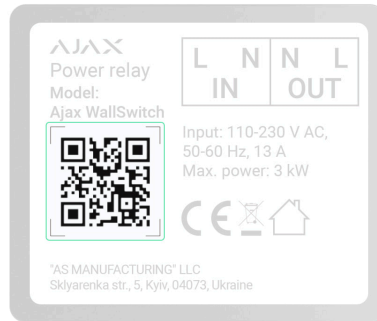 AJAX
Power relay
Model:
Ajax WallSwitch
L N N L
IN OUT
Input: 110-230 V AC,
50-60 Hz, 13 A
Max. power: 3 kW
CE
"AS MANUFACTURING" LLC
Sklyarenka str., 5, Kyiv, 04073, Ukraine